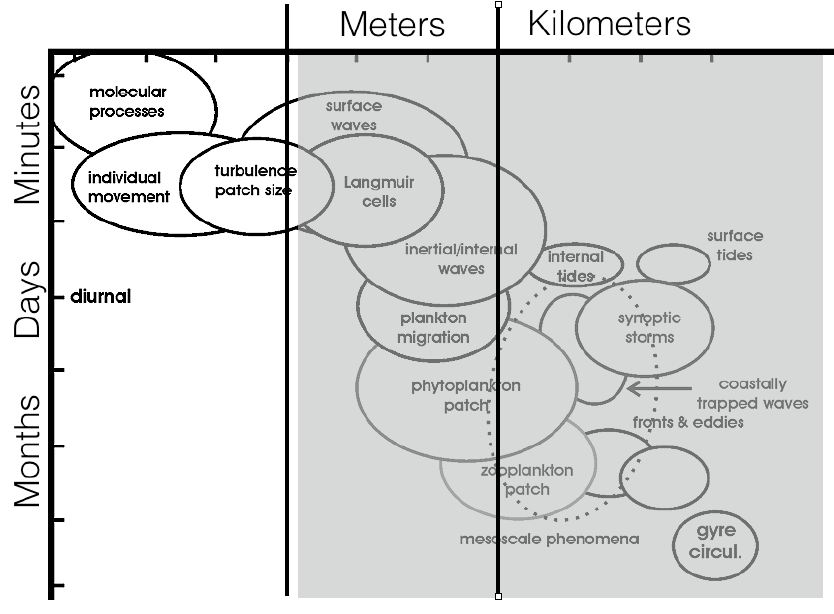 Meters
Kilometers
Minutes
Days
Months
molecular
processes
surface
waves
individual
movement
turbulence
patch size
Langmuir
cells
inertial/internal
waves
internal
tides
surface
tides
diurnal
plankton
migration
synoptic
storms
phytoplankton
patch
coastally
trapped waves
fronts & eddies
zooplankton
patch
mesoscale phenomena
gyre
circul.